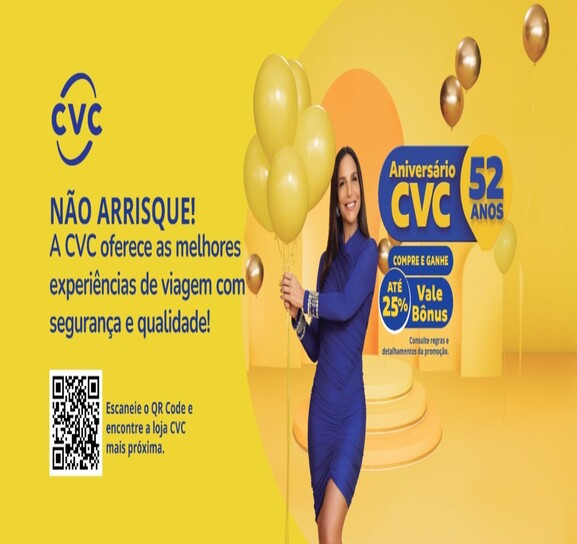 CVC
NÃO ARRISQUE!
A CVC oferece as melhores
experiências de viagem com
segurança e qualidade!
Escaneie o QR Code e
encontre a loja CVC
mais próxima.
Aniversário
CVC
52
ANOS
COMPRE E GANHE
ATÉ
25%
Vale
Bônus
Consulte regras e
detalhamentos da promoção.